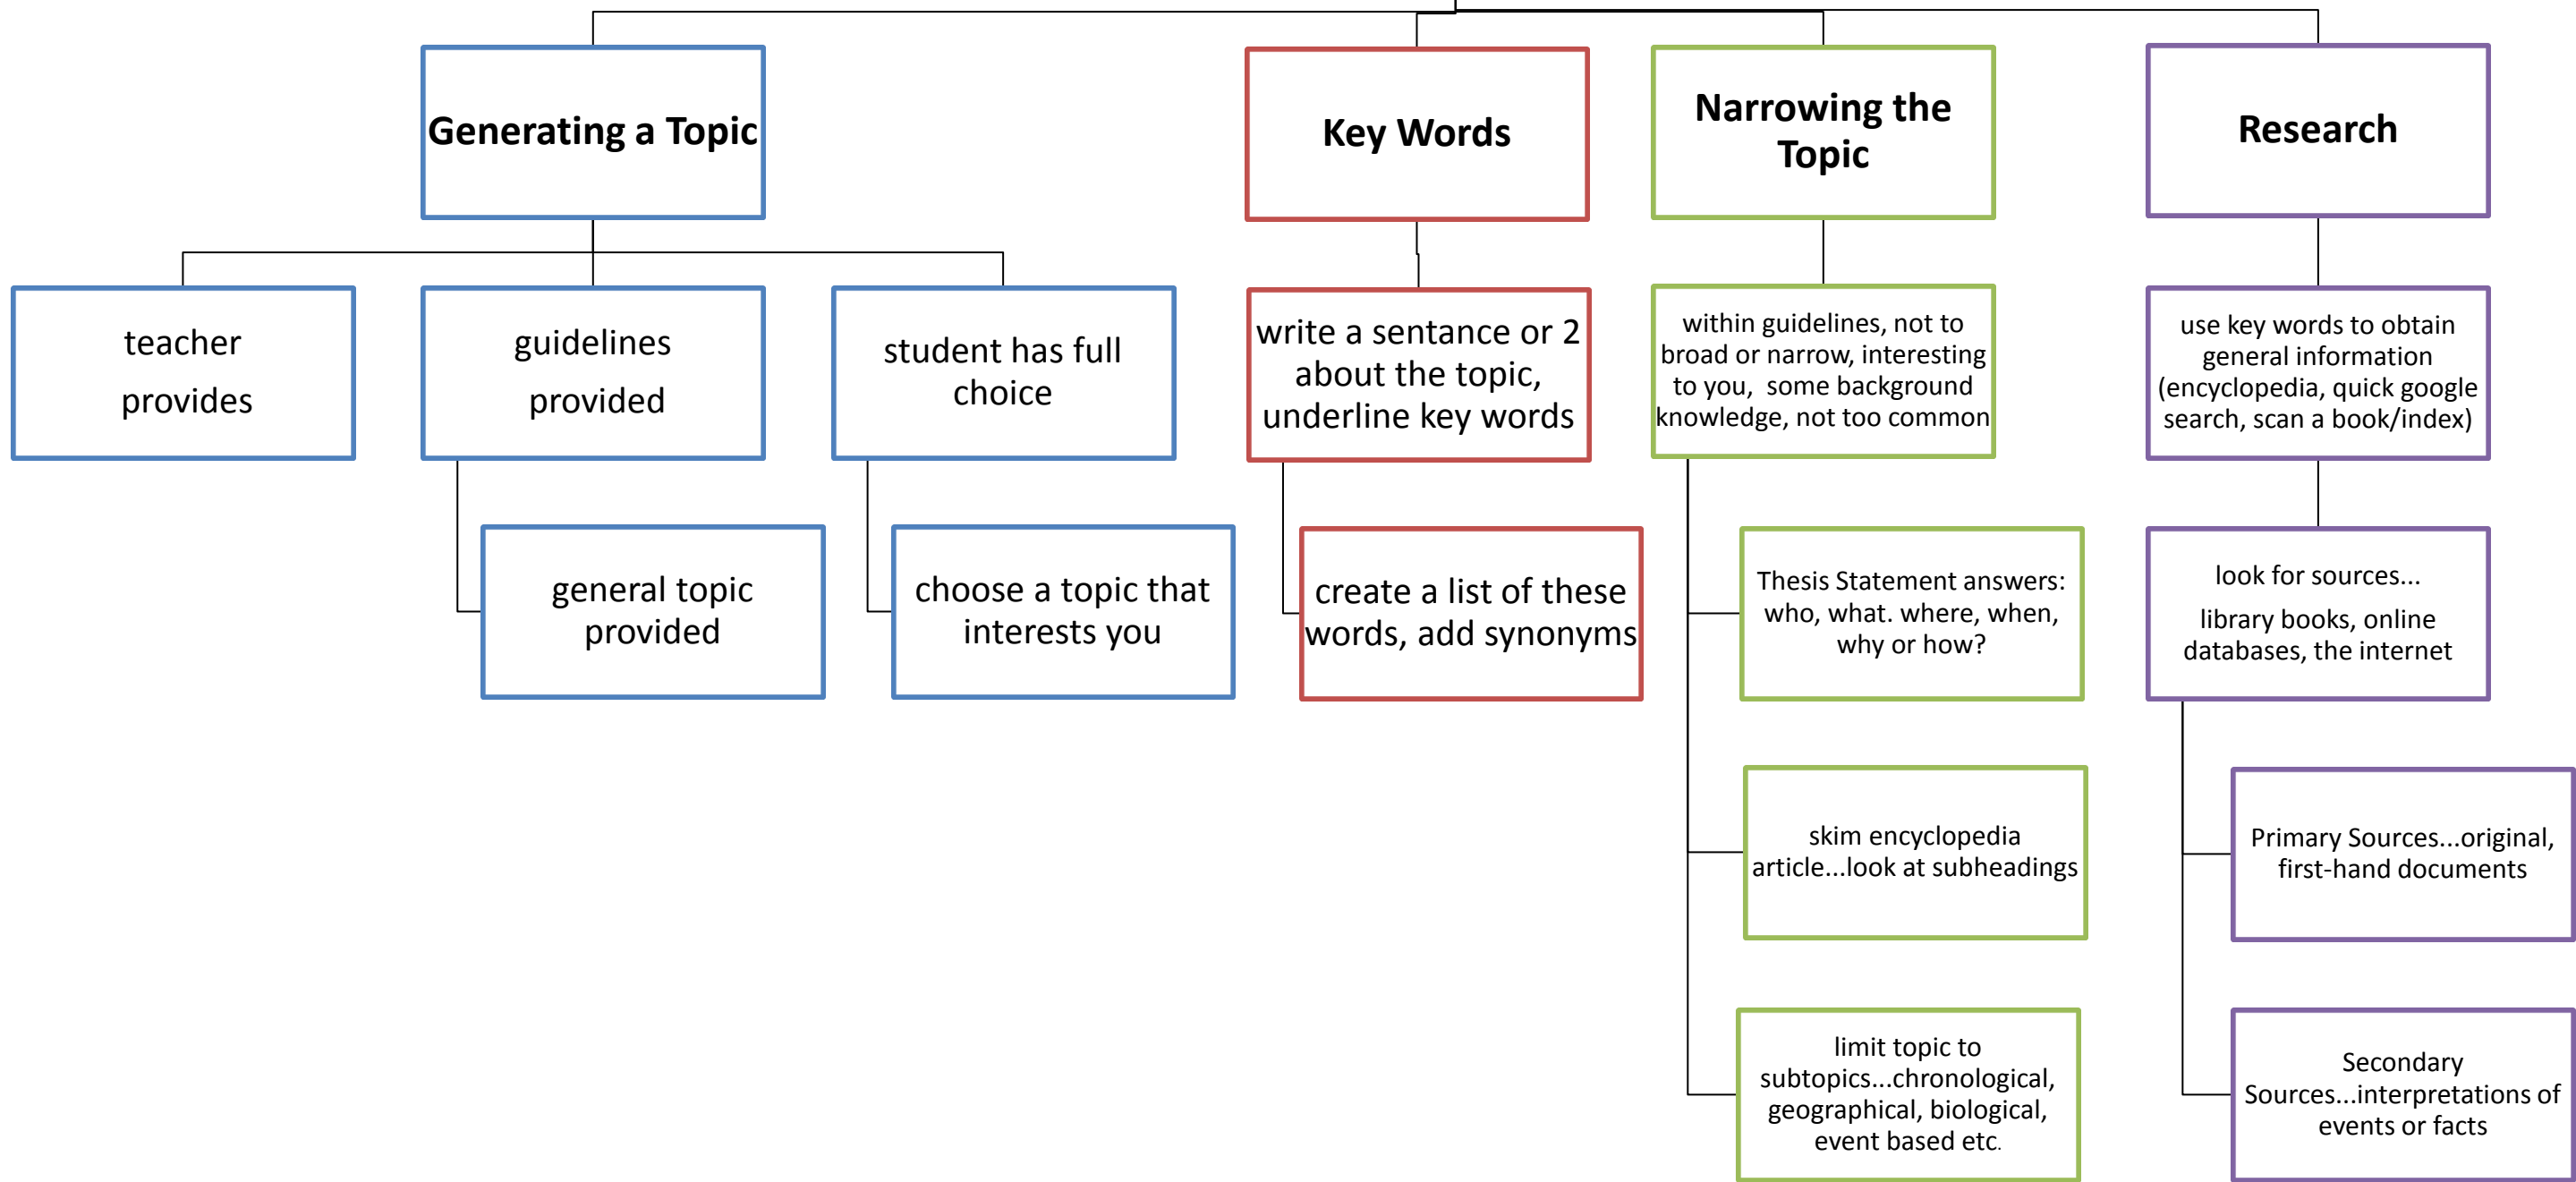 Generating a Topic
teacher
provides
guidelines
provided
general topic
provided
student has full
choice
choose a topic that
interests you
Key Words
write a sentance or 2
about the topic,
underline key words
create a list of these
words, add synonyms
Narrowing the
Topic
within guidelines, not to
broad or narrow, interesting
to you, some background
knowledge, not too common
Thesis Statement answers:
who, what. where, when,
why or how?
skim encyclopedia
article...look at subheadings
limit topic to
subtopics...chronological,
geographical, biological,
event based etc.
Research
use key words to obtain
general information
(encyclopedia, quick google
search, scan a book/index)
look for sources...
library books, online
databases, the internet
Primary Sources...original,
first-hand documents
Secondary
Sources...interpretations of
events or facts